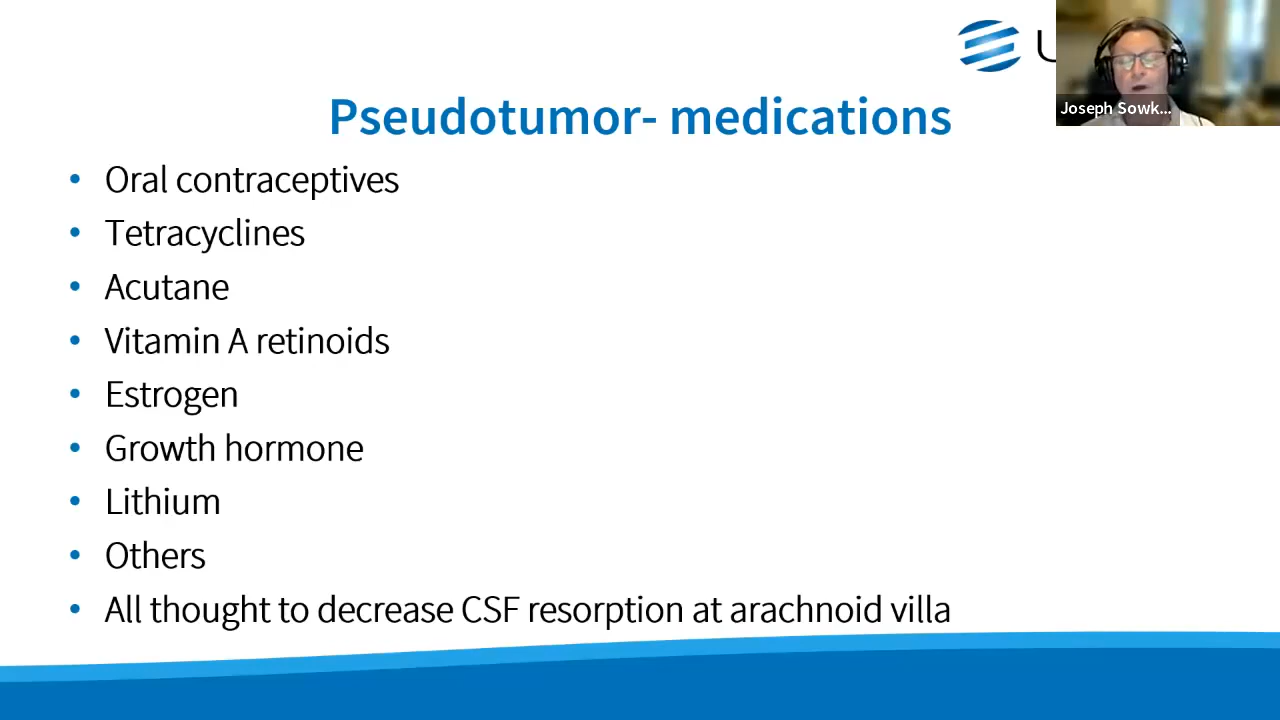 U
Joseph Sowk...
Pseudotumor- medications
• Oral contraceptives
• Tetracyclines
• Acutane
• Vitamin A retinoids
• Estrogen
• Growth hormone
• Lithium
• Others
• All thought to decrease CSF resorption at arachnoid villa